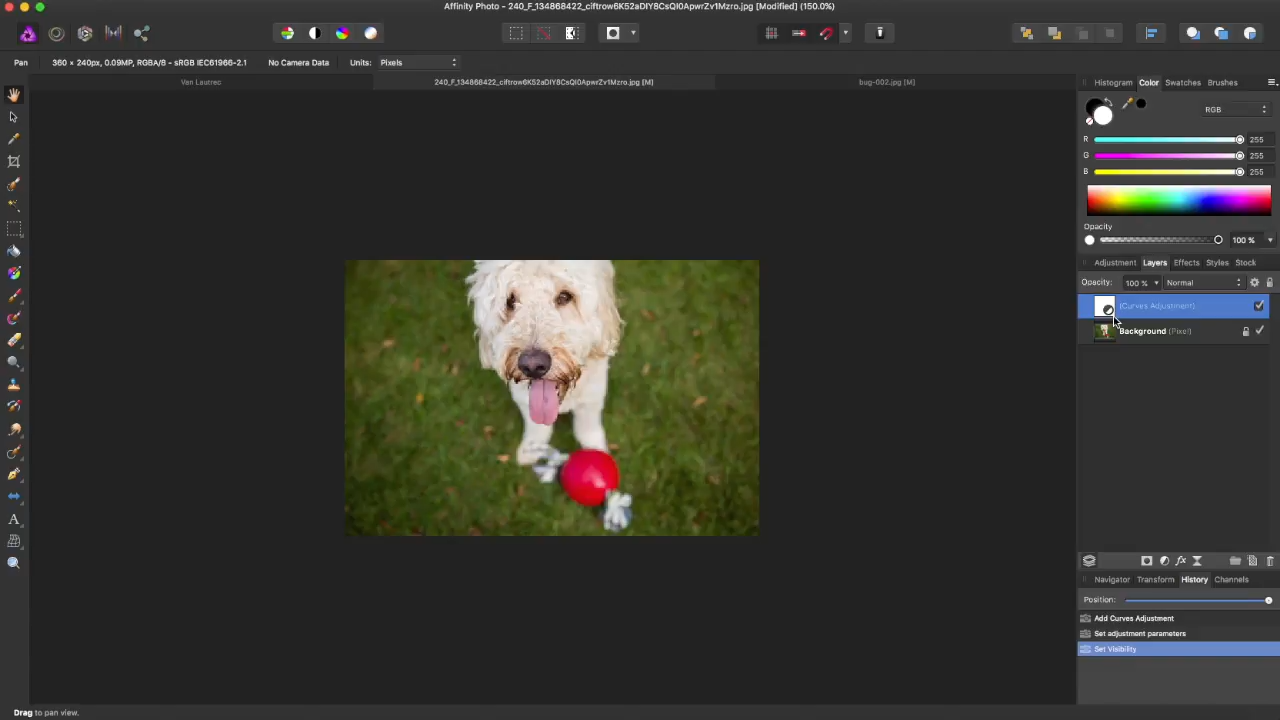 Affinity Photo - 240_F_134868422_ciftrow6K52aDIY8CsQI0ApwrZv1Mzro.jpg [Modified] (150.0%)
Pan
360 × 240px, 0.09MP, RGBA/8 - sRGB IEC61966-2.1
No Camera Data
Units: Pixels
Van Lautrec
240_F_134868422_ciftrow6K52aDIY8CsQI0ApwrZv1Mzro.jpg [M]
bug-002.jpg [M]
Histogram Color Swatches Brushes
RGB
R 255
G 255
B 255
Opacity
100 %
Adjustment Layers Effects Styles Stock
Opacity: 100 % Normal
(Curves Adjustment)
Background (Pixel)
Navigator Transform History Channels
Position:
Add Curves Adjustment
Set adjustment parameters
Set Visibility
Drag to pan view.